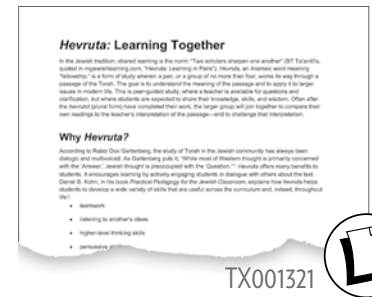 Hevruta: Learning Together
In the Jewish tradition, shared learning is the norm: "Two scholars sharpen one another" (BT Ta'anit7a,
quoted in myjewishlearning.com, "Hevruta: Learning in Pairs"). Hevruta, an Aramaic word meaning
"fellowship," is a form of study wherein a pair, or a group of no more than four, works its way through a
passage of the Torah. The goal is to understand the meaning of the passage and to apply it to larger
issues in modern life. This is peer-guided study, where a teacher is available for questions and
clarification, but where students are expected to share their knowledge, skills, and wisdom. Often after
the hevrutot (plural form) have completed their work, the larger group will join together to compare their
own readings to the teacher's interpretation of the passage—and to challenge that interpretation.
Why Hevruta?
According to Rabbi Dov Gartenberg, the study of Torah in the Jewish community has always been
dialogic and multivoiced. As Gartenberg puts it, "While most of Western thought is primarily concerned
with the 'Answer,' Jewish thought is preoccupied with the 'Question.'" Hevruta offers many benefits to
students. It encourages learning by actively engaging students in dialogue with others about the text.
Daniel B. Kohn, in his book Practical Pedagogy for the Jewish Classroom, explains how hevruta helps
students to develop a wide variety of skills that are useful across the curriculum and, indeed, throughout
life:
• teamwork
• listening to another's ideas
• higher-level thinking skills
• persuasive
TX001321